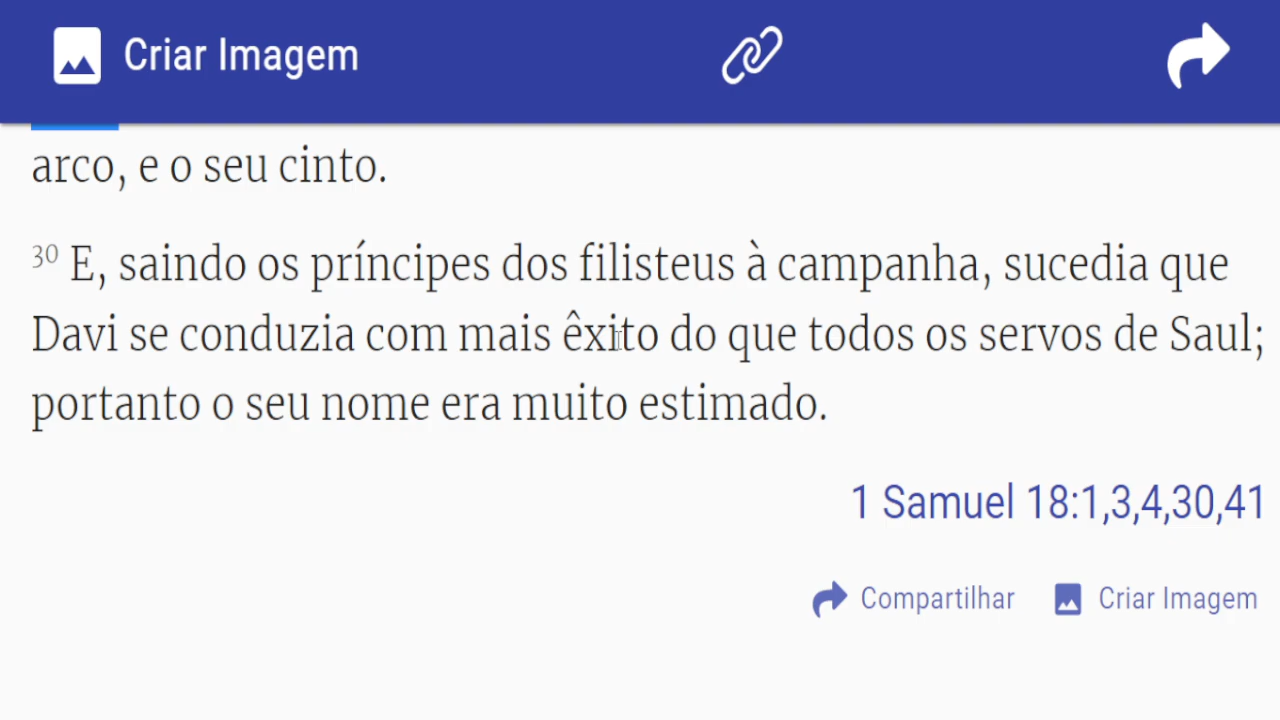 Criar Imagem
arco, e o seu cinto.
30 E, saindo os príncipes dos filisteus à campanha, sucedia que
Davi se conduzia com mais êxito do que todos os servos de Saul;
portanto o seu nome era muito estimado.
1 Samuel 18:1,3,4,30,41
Compartilhar Criar Imagem